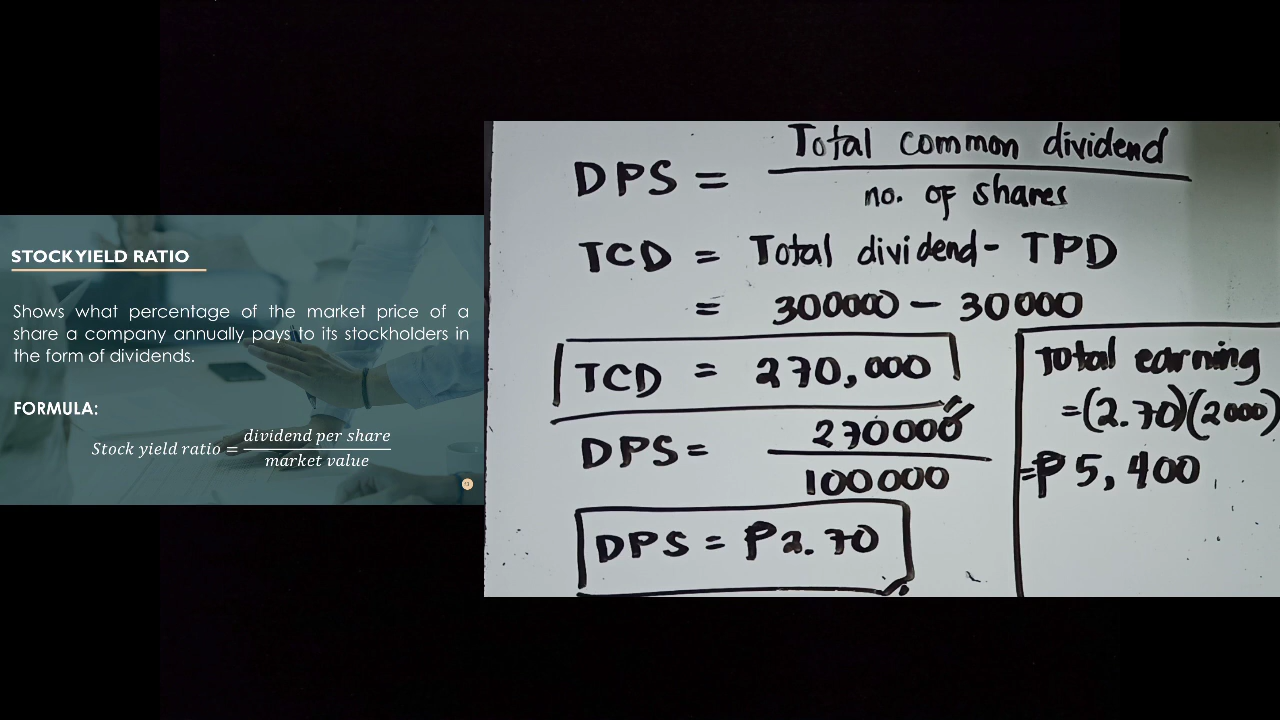 STOCK YIELD RATIO
Shows what percentage of the market price of a
share a company annually pays to its stockholders in
the form of dividends.
FORMULA:
Stock yield ratio = dividend per share / market value
13
DPS = Total common dividend / no. of shares
TCD = Total dividend - TPD
= 300000 - 30000
TCD = 270,000
DPS = 270000 / 100000
DPS = ₱2.70
Total earning
= (2.70)(2000)
= ₱5,400